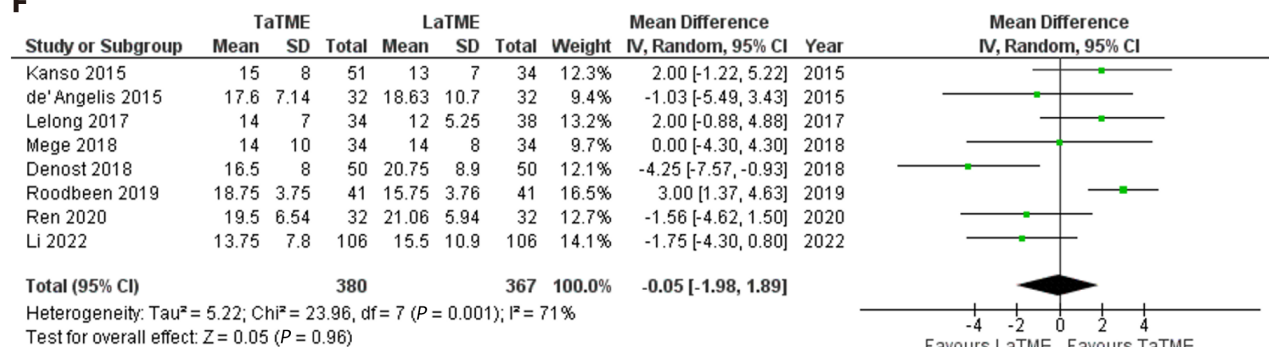 F
TaTME LaTME Mean Difference Mean Difference
Study or Subgroup Mean SD Total Mean SD Total Weight IV, Random, 95% CI Year IV, Random, 95% CI
Kanso 2015 15 8 51 13 7 34 12.3% 2.00 [-1.22, 5.22] 2015
de' Angelis 2015 17.6 7.14 32 18.63 10.7 32 9.4% -1.03 [-5.49, 3.43] 2015
Lelong 2017 14 7 34 12 5.25 38 13.2% 2.00 [-0.88, 4.88] 2017
Mege 2018 14 10 34 14 8 34 9.7% 0.00 [-4.30, 4.30] 2018
Denost 2018 16.5 8 50 20.75 8.9 50 12.1% -4.25 [-7.57, -0.93] 2018
Roodbeen 2019 18.75 3.75 41 15.75 3.76 41 16.5% 3.00 [1.37, 4.63] 2019
Ren 2020 19.5 6.54 32 21.06 5.94 32 12.7% -1.56 [-4.62, 1.50] 2020
Li 2022 13.75 7.8 106 15.5 10.9 106 14.1% -1.75 [-4.30, 0.80] 2022
Total (95% CI) 380 367 100.0% -0.05 [-1.98, 1.89]
Heterogeneity: Tau² = 5.22; Chi² = 23.96, df = 7 (P = 0.001); I² = 71%
Test for overall effect: Z = 0.05 (P = 0.96)
-4 -2 0 2 4
Favours LaTME Favours TaTME